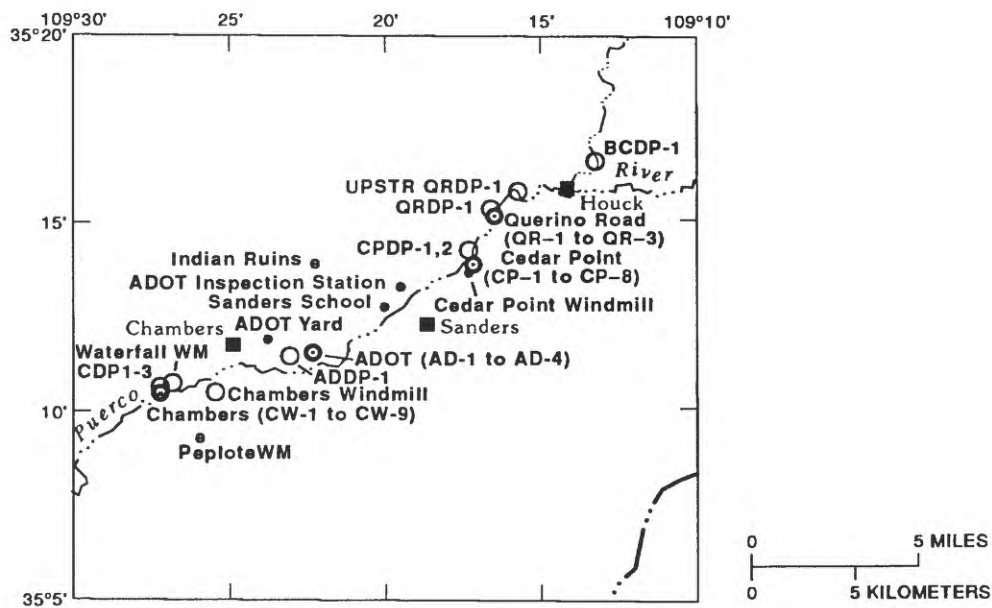 109°30' 25' 20' 15' 109°10'
35°20'
BCDP-1
River
UPSTR QRDP-1
Houck
QRDP-1
15'
Querino Road
(QR-1 to QR-3)
CPDP-1,2
Cedar Point
(CP-1 to CP-8)
Indian Ruins
ADOT Inspection Station
Sanders School
Cedar Point Windmill
Chambers
ADOT Yard
Sanders
Waterfall WM
ADOT (AD-1 to AD-4)
CDP1-3
ADDP-1
Chambers Windmill
10'
Puerco
Chambers (CW-1 to CW-9)
PeploteWM
35°5'
0 5 MILES
0 5 KILOMETERS